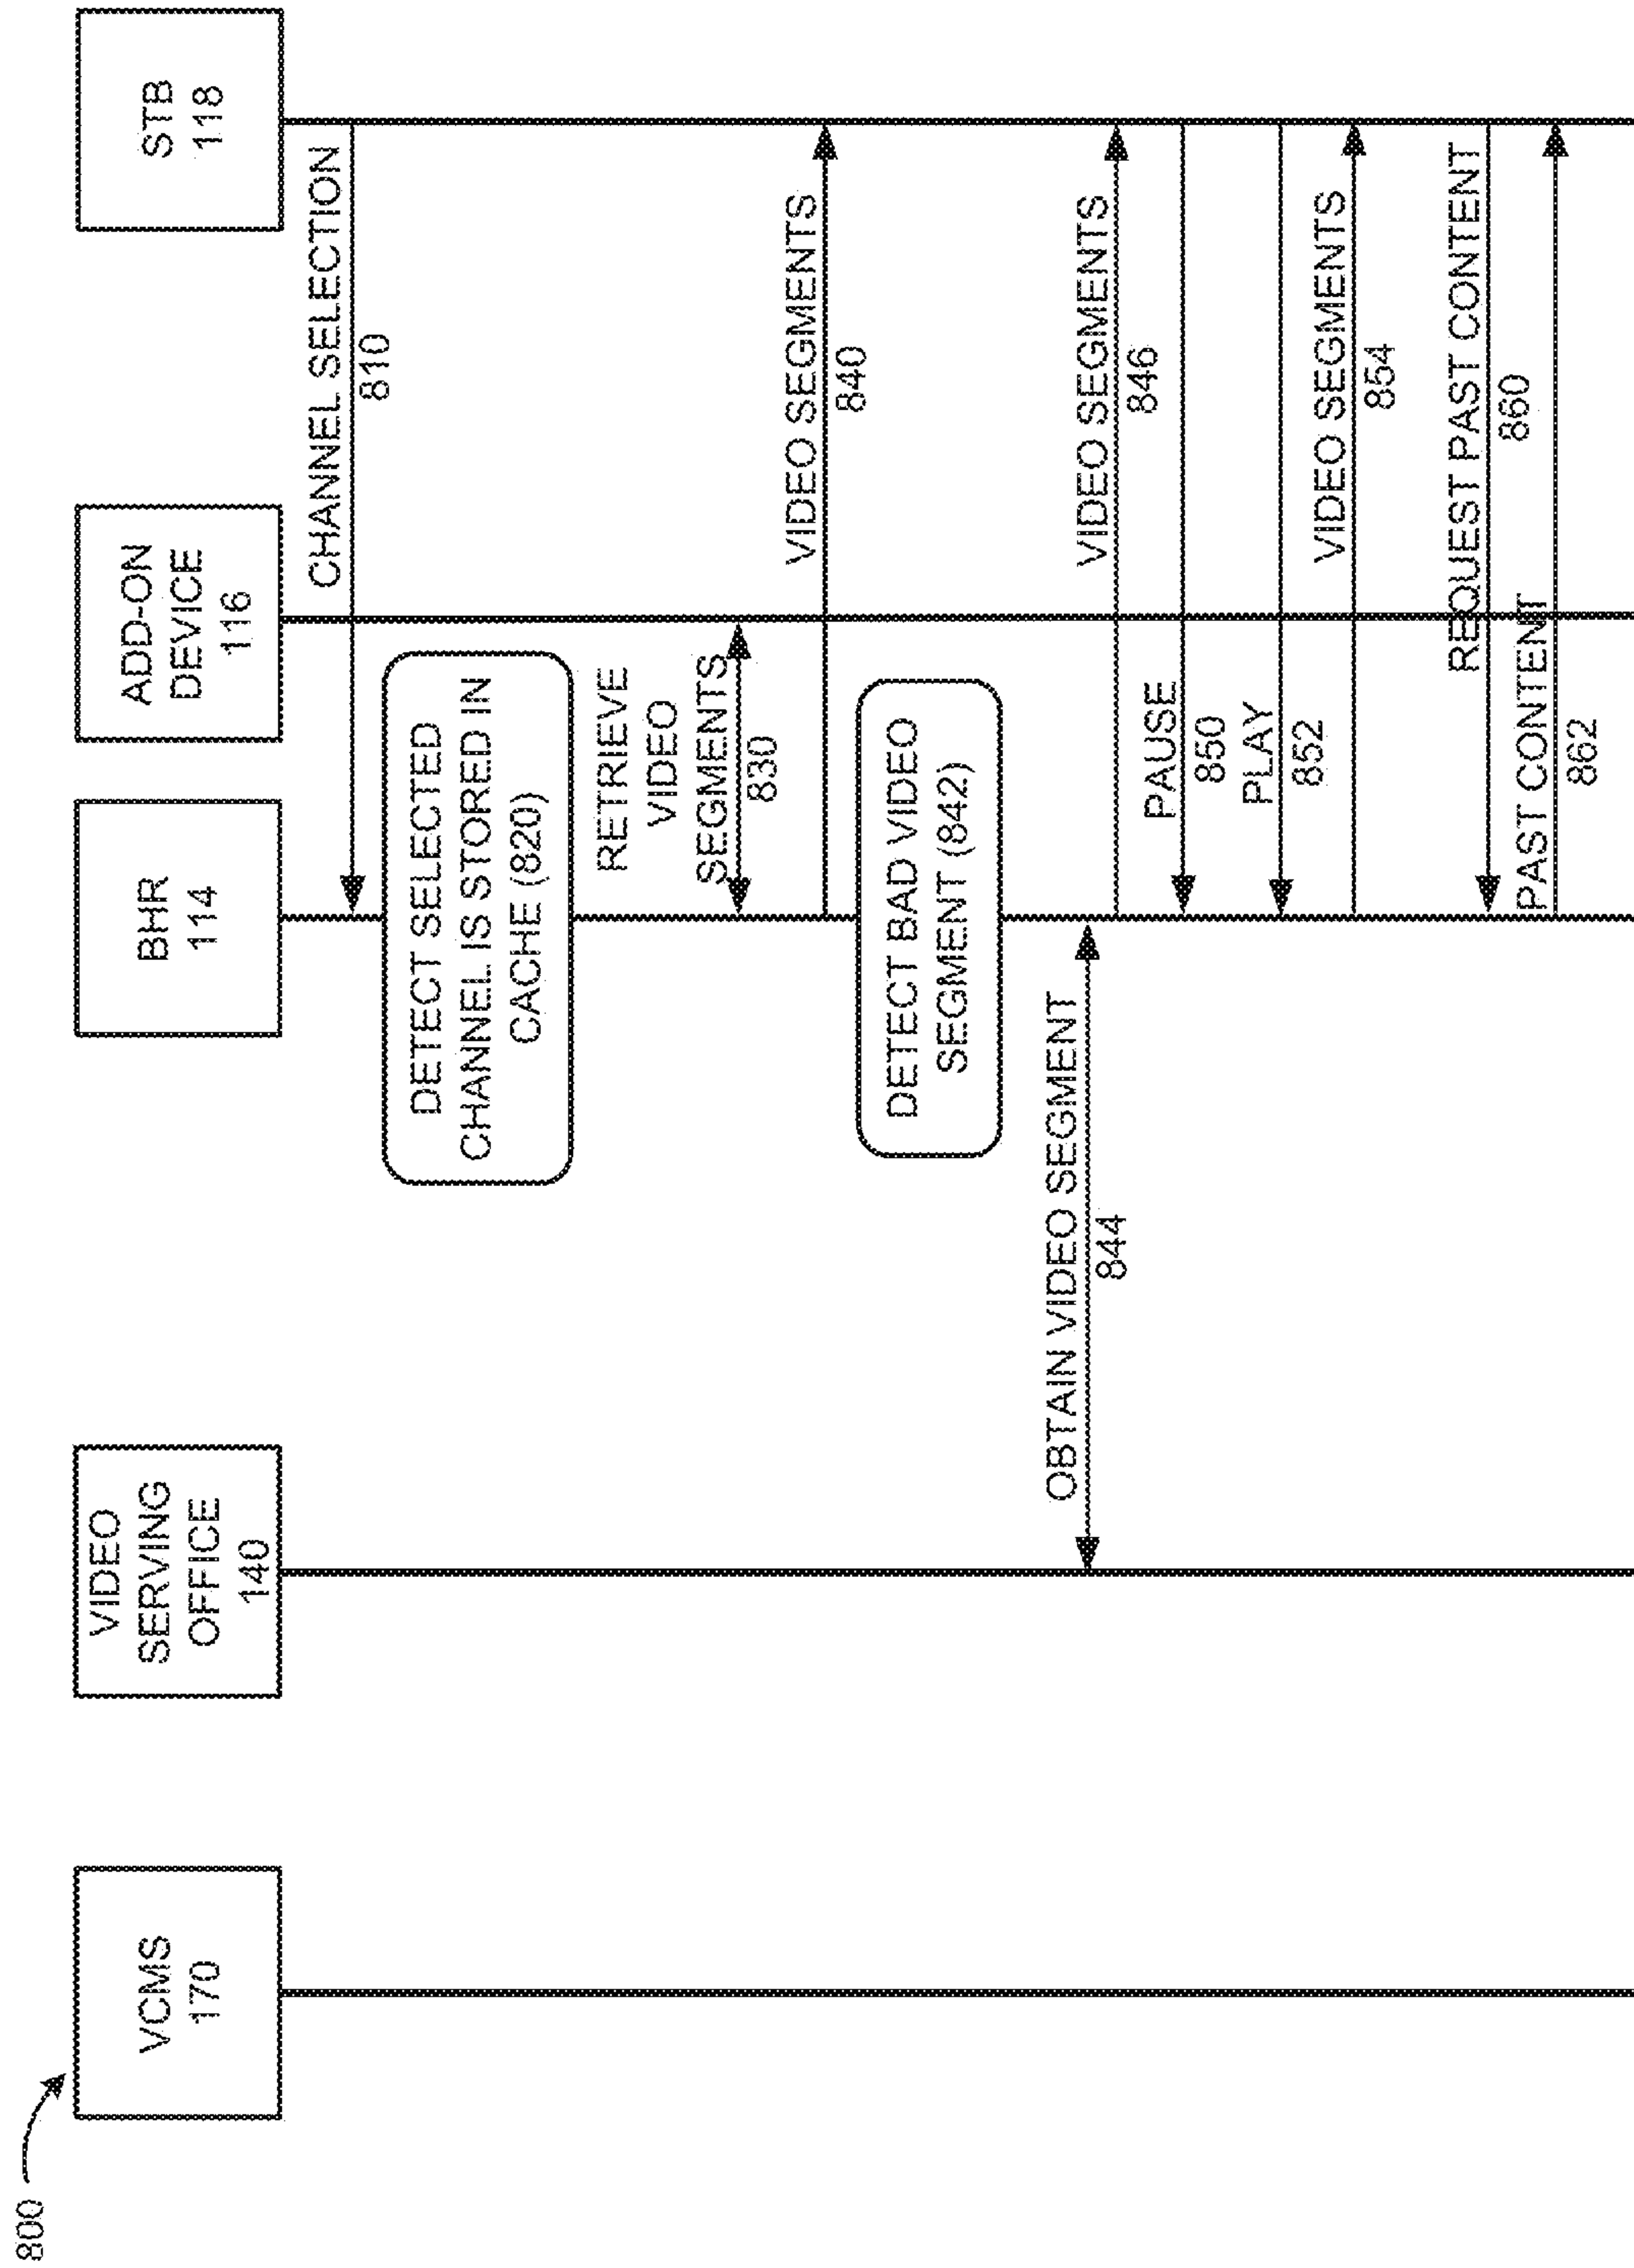 800
VCMS
170
VIDEO
SERVING
OFFICE
140
BHR
114
ADD-ON
DEVICE
116
STB
118
CHANNEL SELECTION
810
DETECT SELECTED
CHANNEL IS STORED IN
CACHE (820)
RETRIEVE
VIDEO
SEGMENTS
830
VIDEO SEGMENTS
840
DETECT BAD VIDEO
SEGMENT (842)
OBTAIN VIDEO SEGMENT
844
VIDEO SEGMENTS
846
PAUSE
850
PLAY
852
VIDEO SEGMENTS
854
REQUEST PAST CONTENT
860
PAST CONTENT
862